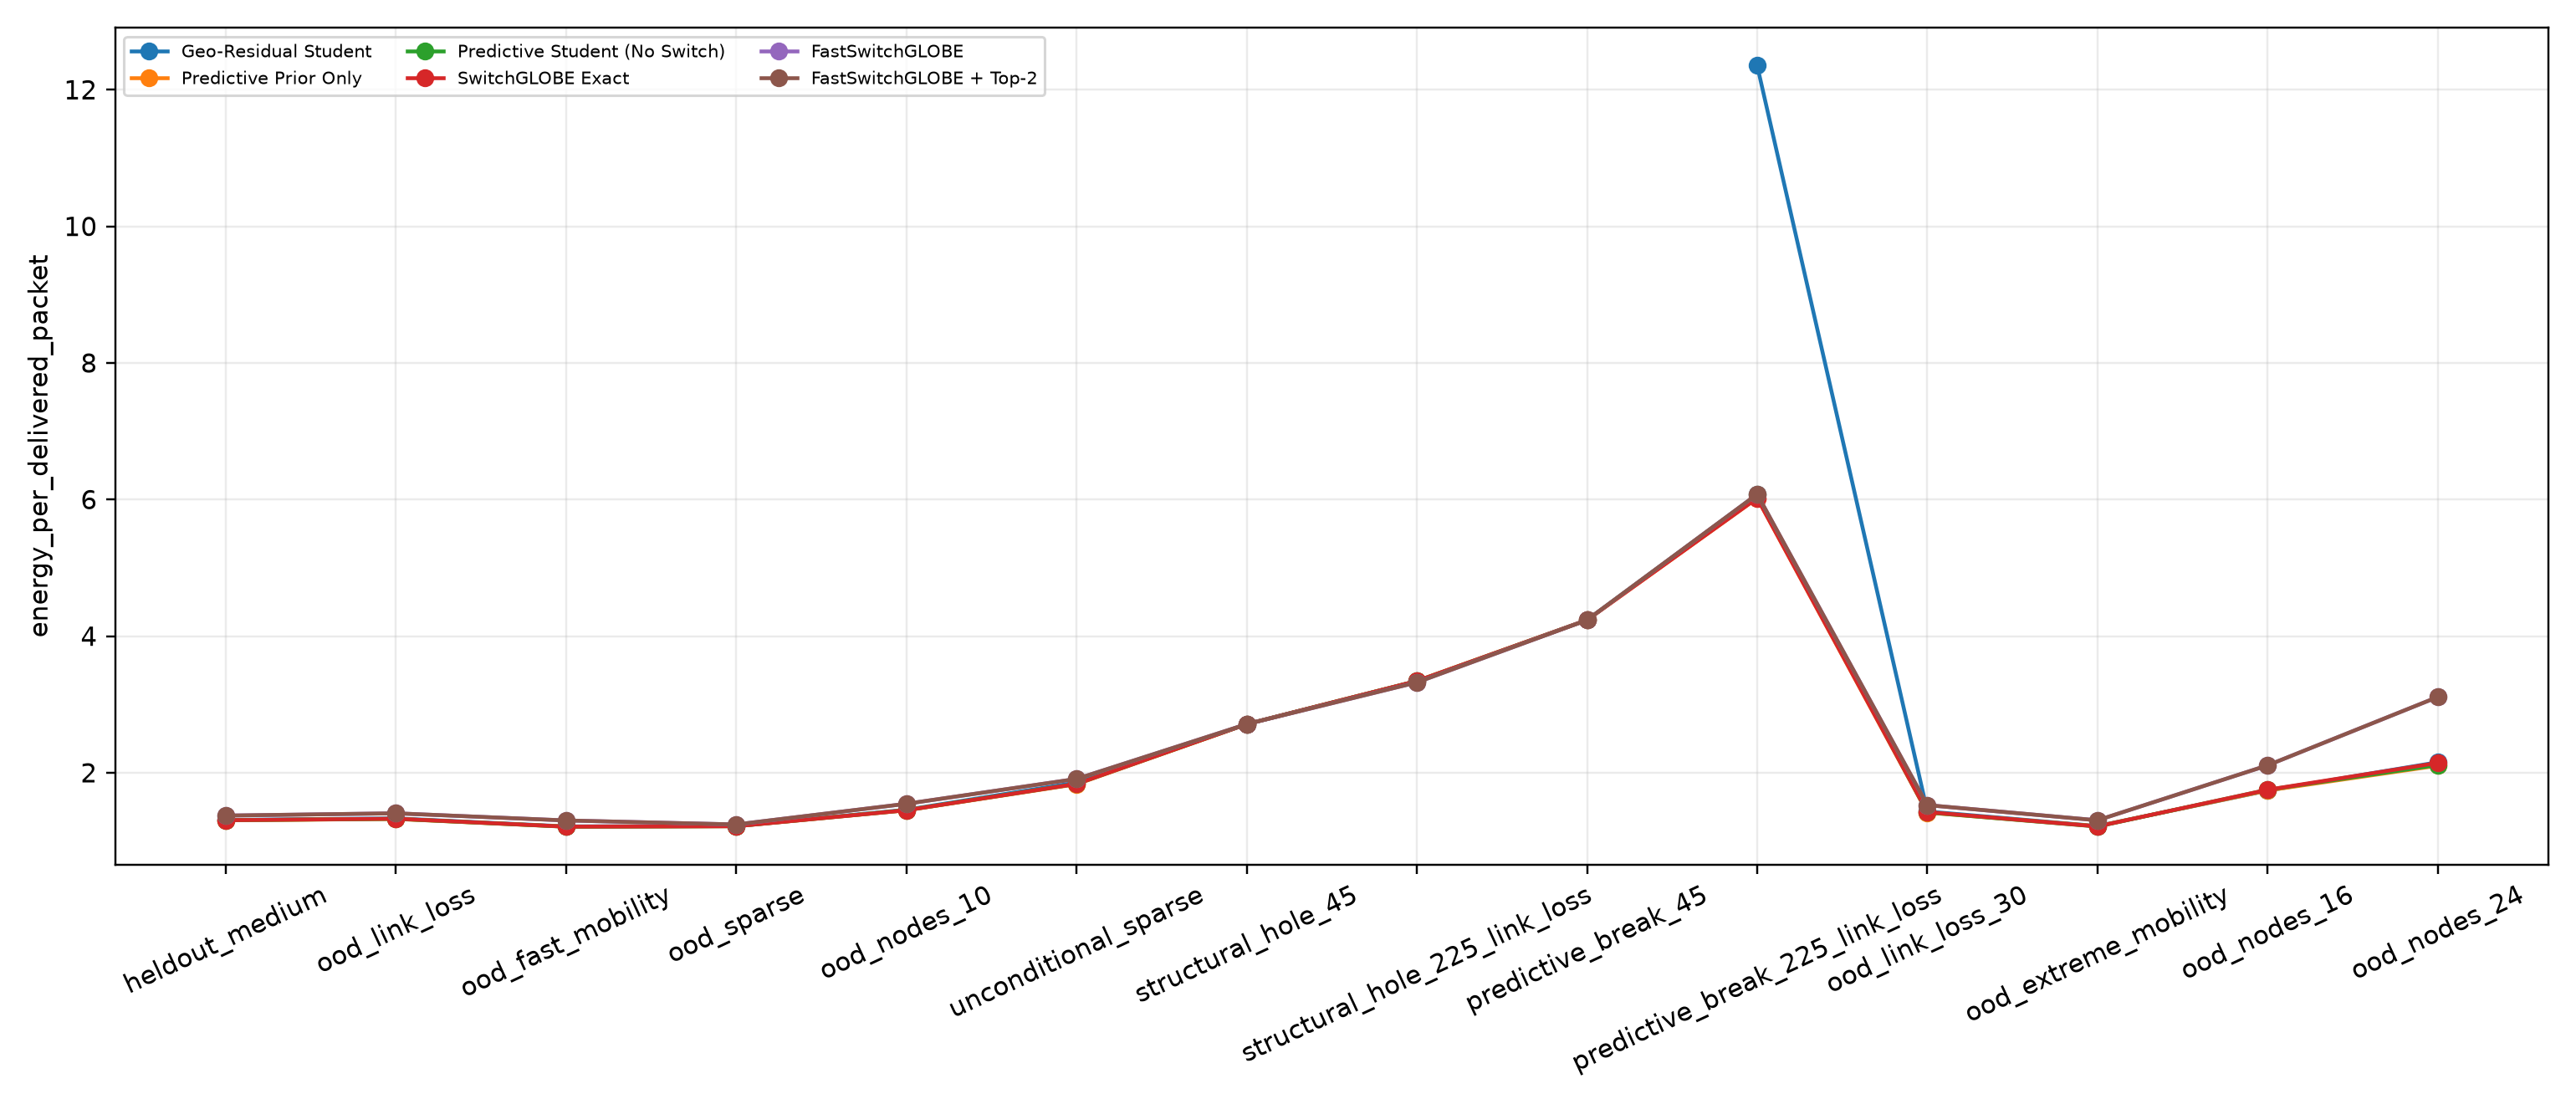 Geo-Residual Student
Predictive Prior Only
Predictive Student (No Switch)
SwitchGLOBE Exact
FastSwitchGLOBE
FastSwitchGLOBE + Top-2
energy_per_delivered_packet
12
10
8
6
4
2
heldout_medium
ood_link_loss
ood_fast_mobility
ood_sparse
ood_nodes_10
unconditional_sparse
structural_hole_45
structural_hole_225_link_loss
predictive_break_45
predictive_break_225_link_loss
ood_link_loss_30
ood_extreme_mobility
ood_nodes_16
ood_nodes_24